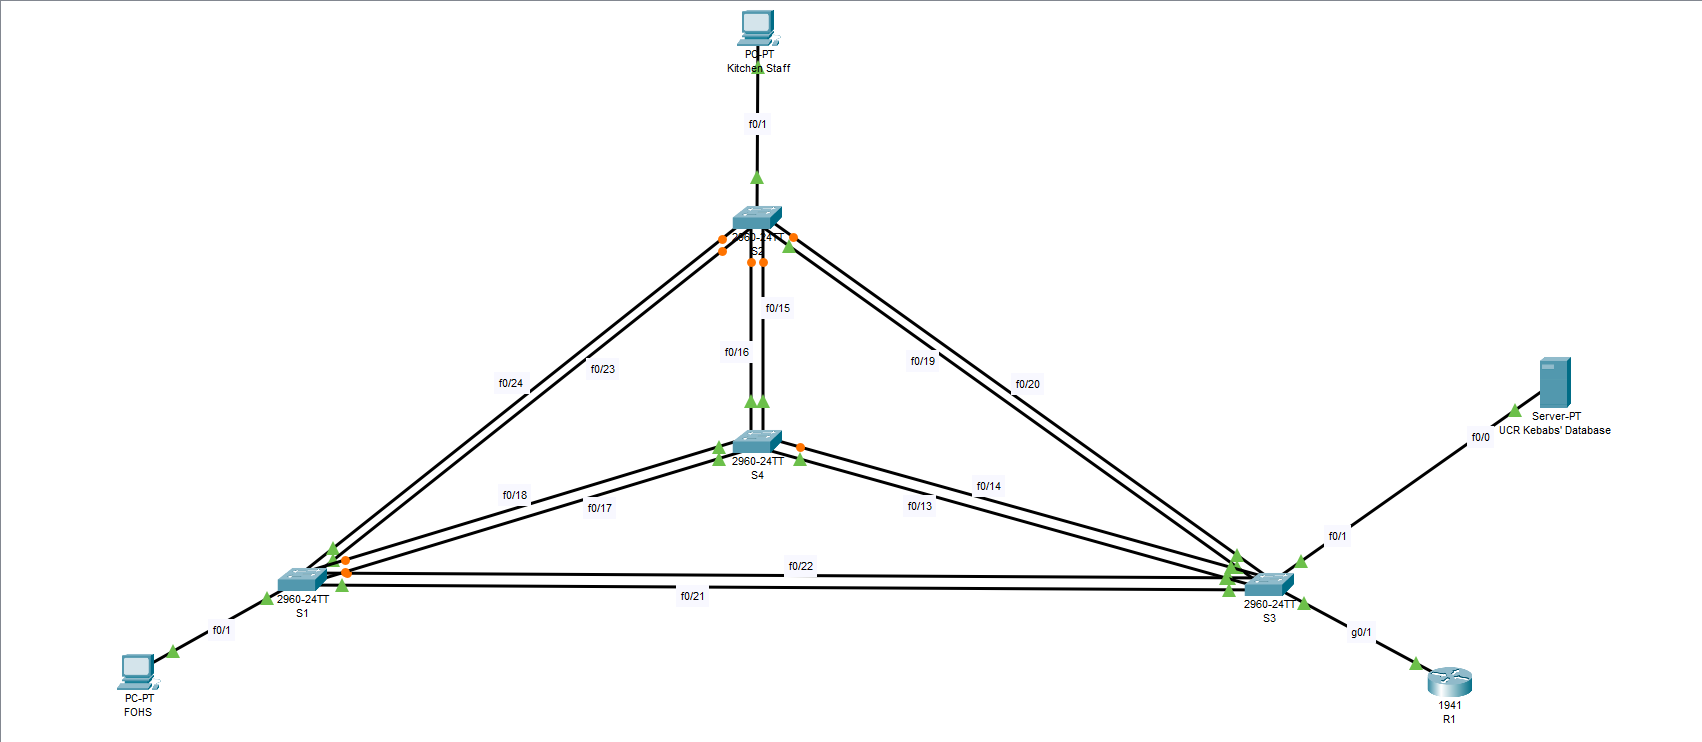 PC-PT
Kitchen Staff
f0/1
2960-24TT
S2
f0/15
f0/16
f0/19
f0/23
f0/24
f0/20
Server-PT
UCR Kebabs' Database
f0/0
2960-24TT
S4
f0/14
f0/18
f0/17
f0/13
f0/1
f0/22
f0/21
2960-24TT
S1
2960-24TT
S3
f0/1
g0/1
PC-PT
FOHS
1941
R1